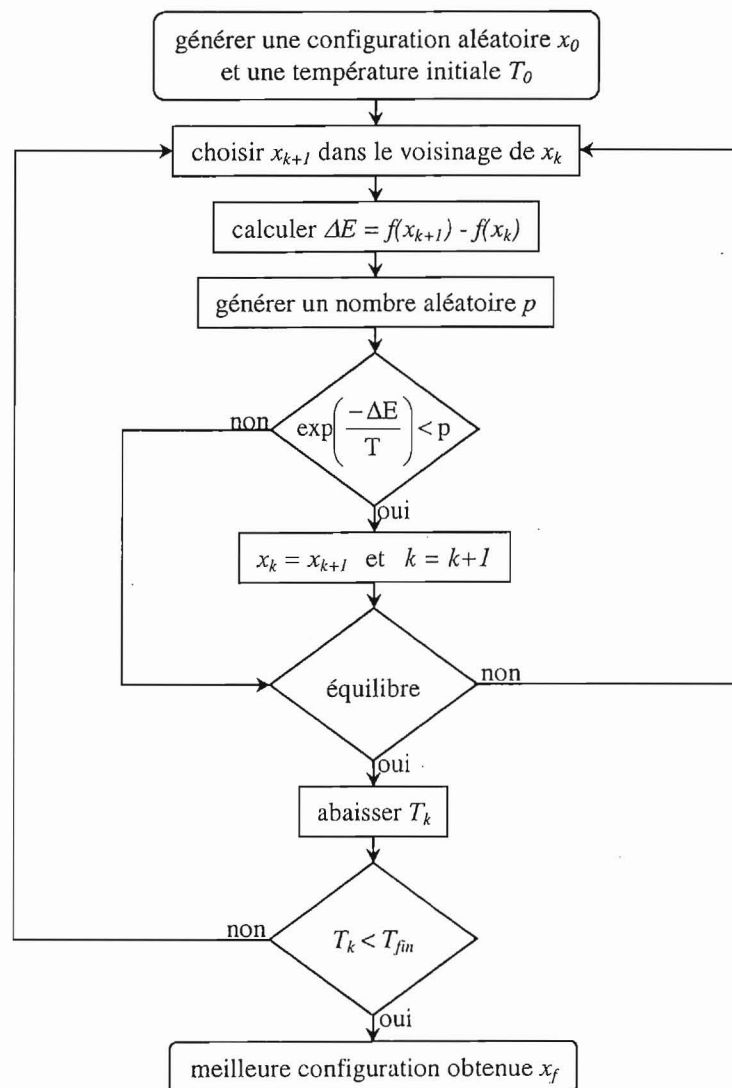 générer une configuration aléatoire x₀
et une température initiale T₀
choisir xₖ₊₁ dans le voisinage de xₖ
calculer ΔE = f(xₖ₊₁) - f(xₖ)
générer un nombre aléatoire p
non
exp(-ΔE/T) < p
oui
xₖ = xₖ₊₁ et k = k+1
équilibre
non
oui
abaisser Tₖ
non
Tₖ < T_fin
oui
meilleure configuration obtenue x_f